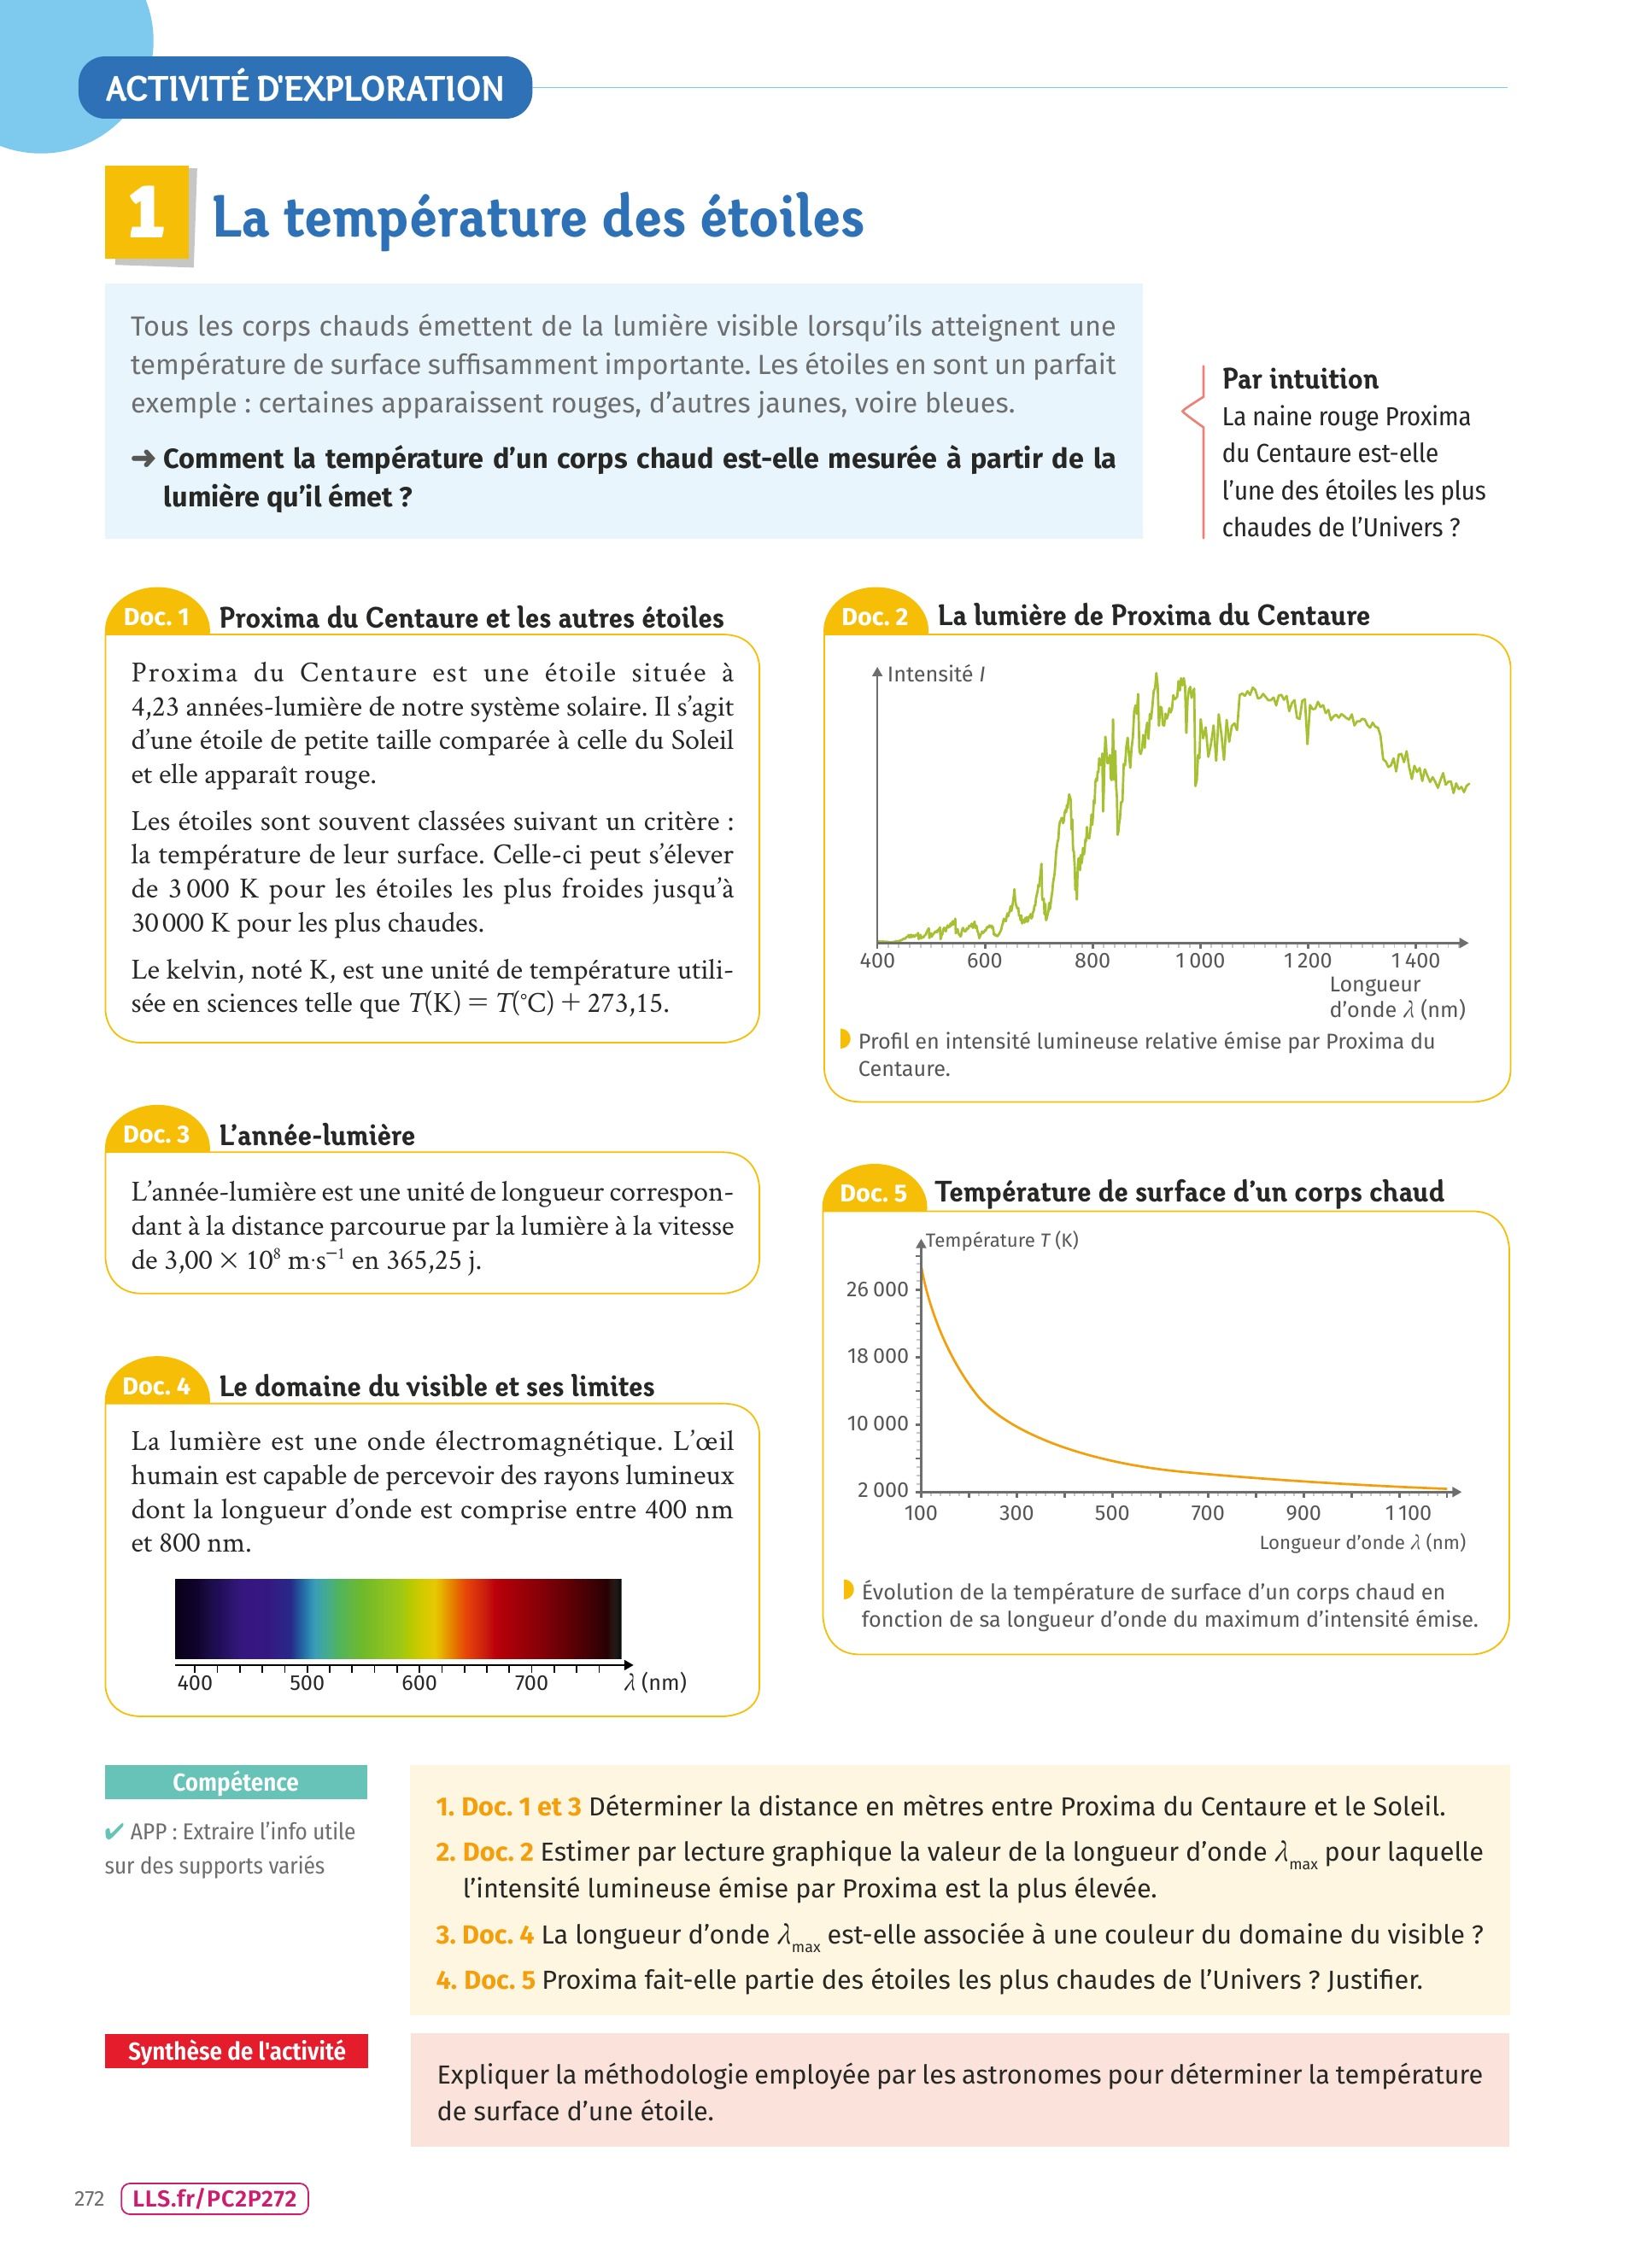 ACTIVITÉ D'EXPLORATION
1 La température des étoiles
Tous les corps chauds émettent de la lumière visible lorsqu’ils atteignent une
température de surface suffisamment importante. Les étoiles en sont un parfait
exemple : certaines apparaissent rouges, d’autres jaunes, voire bleues.
➜ Comment la température d’un corps chaud est-elle mesurée à partir de la
lumière qu’il émet ?
Par intuition
La naine rouge Proxima
du Centaure est-elle
l’une des étoiles les plus
chaudes de l’Univers ?
Doc. 1 Proxima du Centaure et les autres étoiles
Proxima du Centaure est une étoile située à
4,23 années-lumière de notre système solaire. Il s’agit
d’une étoile de petite taille comparée à celle du Soleil
et elle apparaît rouge.
Les étoiles sont souvent classées suivant un critère :
la température de leur surface. Celle-ci peut s’élever
de 3 000 K pour les étoiles les plus froides jusqu’à
30 000 K pour les plus chaudes.
Le kelvin, noté K, est une unité de température utili-
sée en sciences telle que T(K) = T(°C) + 273,15.
Doc. 2 La lumière de Proxima du Centaure
Intensité I
400 600 800 1 000 1 200 1 400
Longueur
d’onde λ (nm)
Profil en intensité lumineuse relative émise par Proxima du
Centaure.
Doc. 3 L’année-lumière
L’année-lumière est une unité de longueur correspon-
dant à la distance parcourue par la lumière à la vitesse
de 3,00 × 10⁸ m·s⁻¹ en 365,25 j.
Doc. 4 Le domaine du visible et ses limites
La lumière est une onde électromagnétique. L’œil
humain est capable de percevoir des rayons lumineux
dont la longueur d’onde est comprise entre 400 nm
et 800 nm.
400 500 600 700 λ (nm)
Doc. 5 Température de surface d’un corps chaud
Température T (K)
26 000
18 000
10 000
2 000
100 300 500 700 900 1 100
Longueur d’onde λ (nm)
Évolution de la température de surface d’un corps chaud en
fonction de sa longueur d’onde du maximum d’intensité émise.
Compétence
✔ APP : Extraire l’info utile
sur des supports variés
1. Doc. 1 et 3 Déterminer la distance en mètres entre Proxima du Centaure et le Soleil.
2. Doc. 2 Estimer par lecture graphique la valeur de la longueur d’onde λmax pour laquelle
l’intensité lumineuse émise par Proxima est la plus élevée.
3. Doc. 4 La longueur d’onde λmax est-elle associée à une couleur du domaine du visible ?
4. Doc. 5 Proxima fait-elle partie des étoiles les plus chaudes de l’Univers ? Justifier.
Synthèse de l'activité
Expliquer la méthodologie employée par les astronomes pour déterminer la température
de surface d’une étoile.
272 LLS.fr/PC2P272